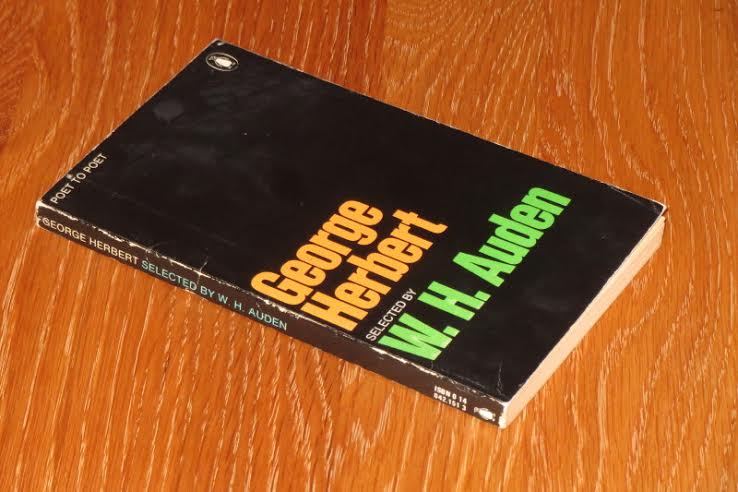 POET TO POET
George
Herbert
SELECTED BY
W. H. Auden
GEORGE HERBERT SELECTED BY W. H. AUDEN
ISBN 0 14
042.161 3